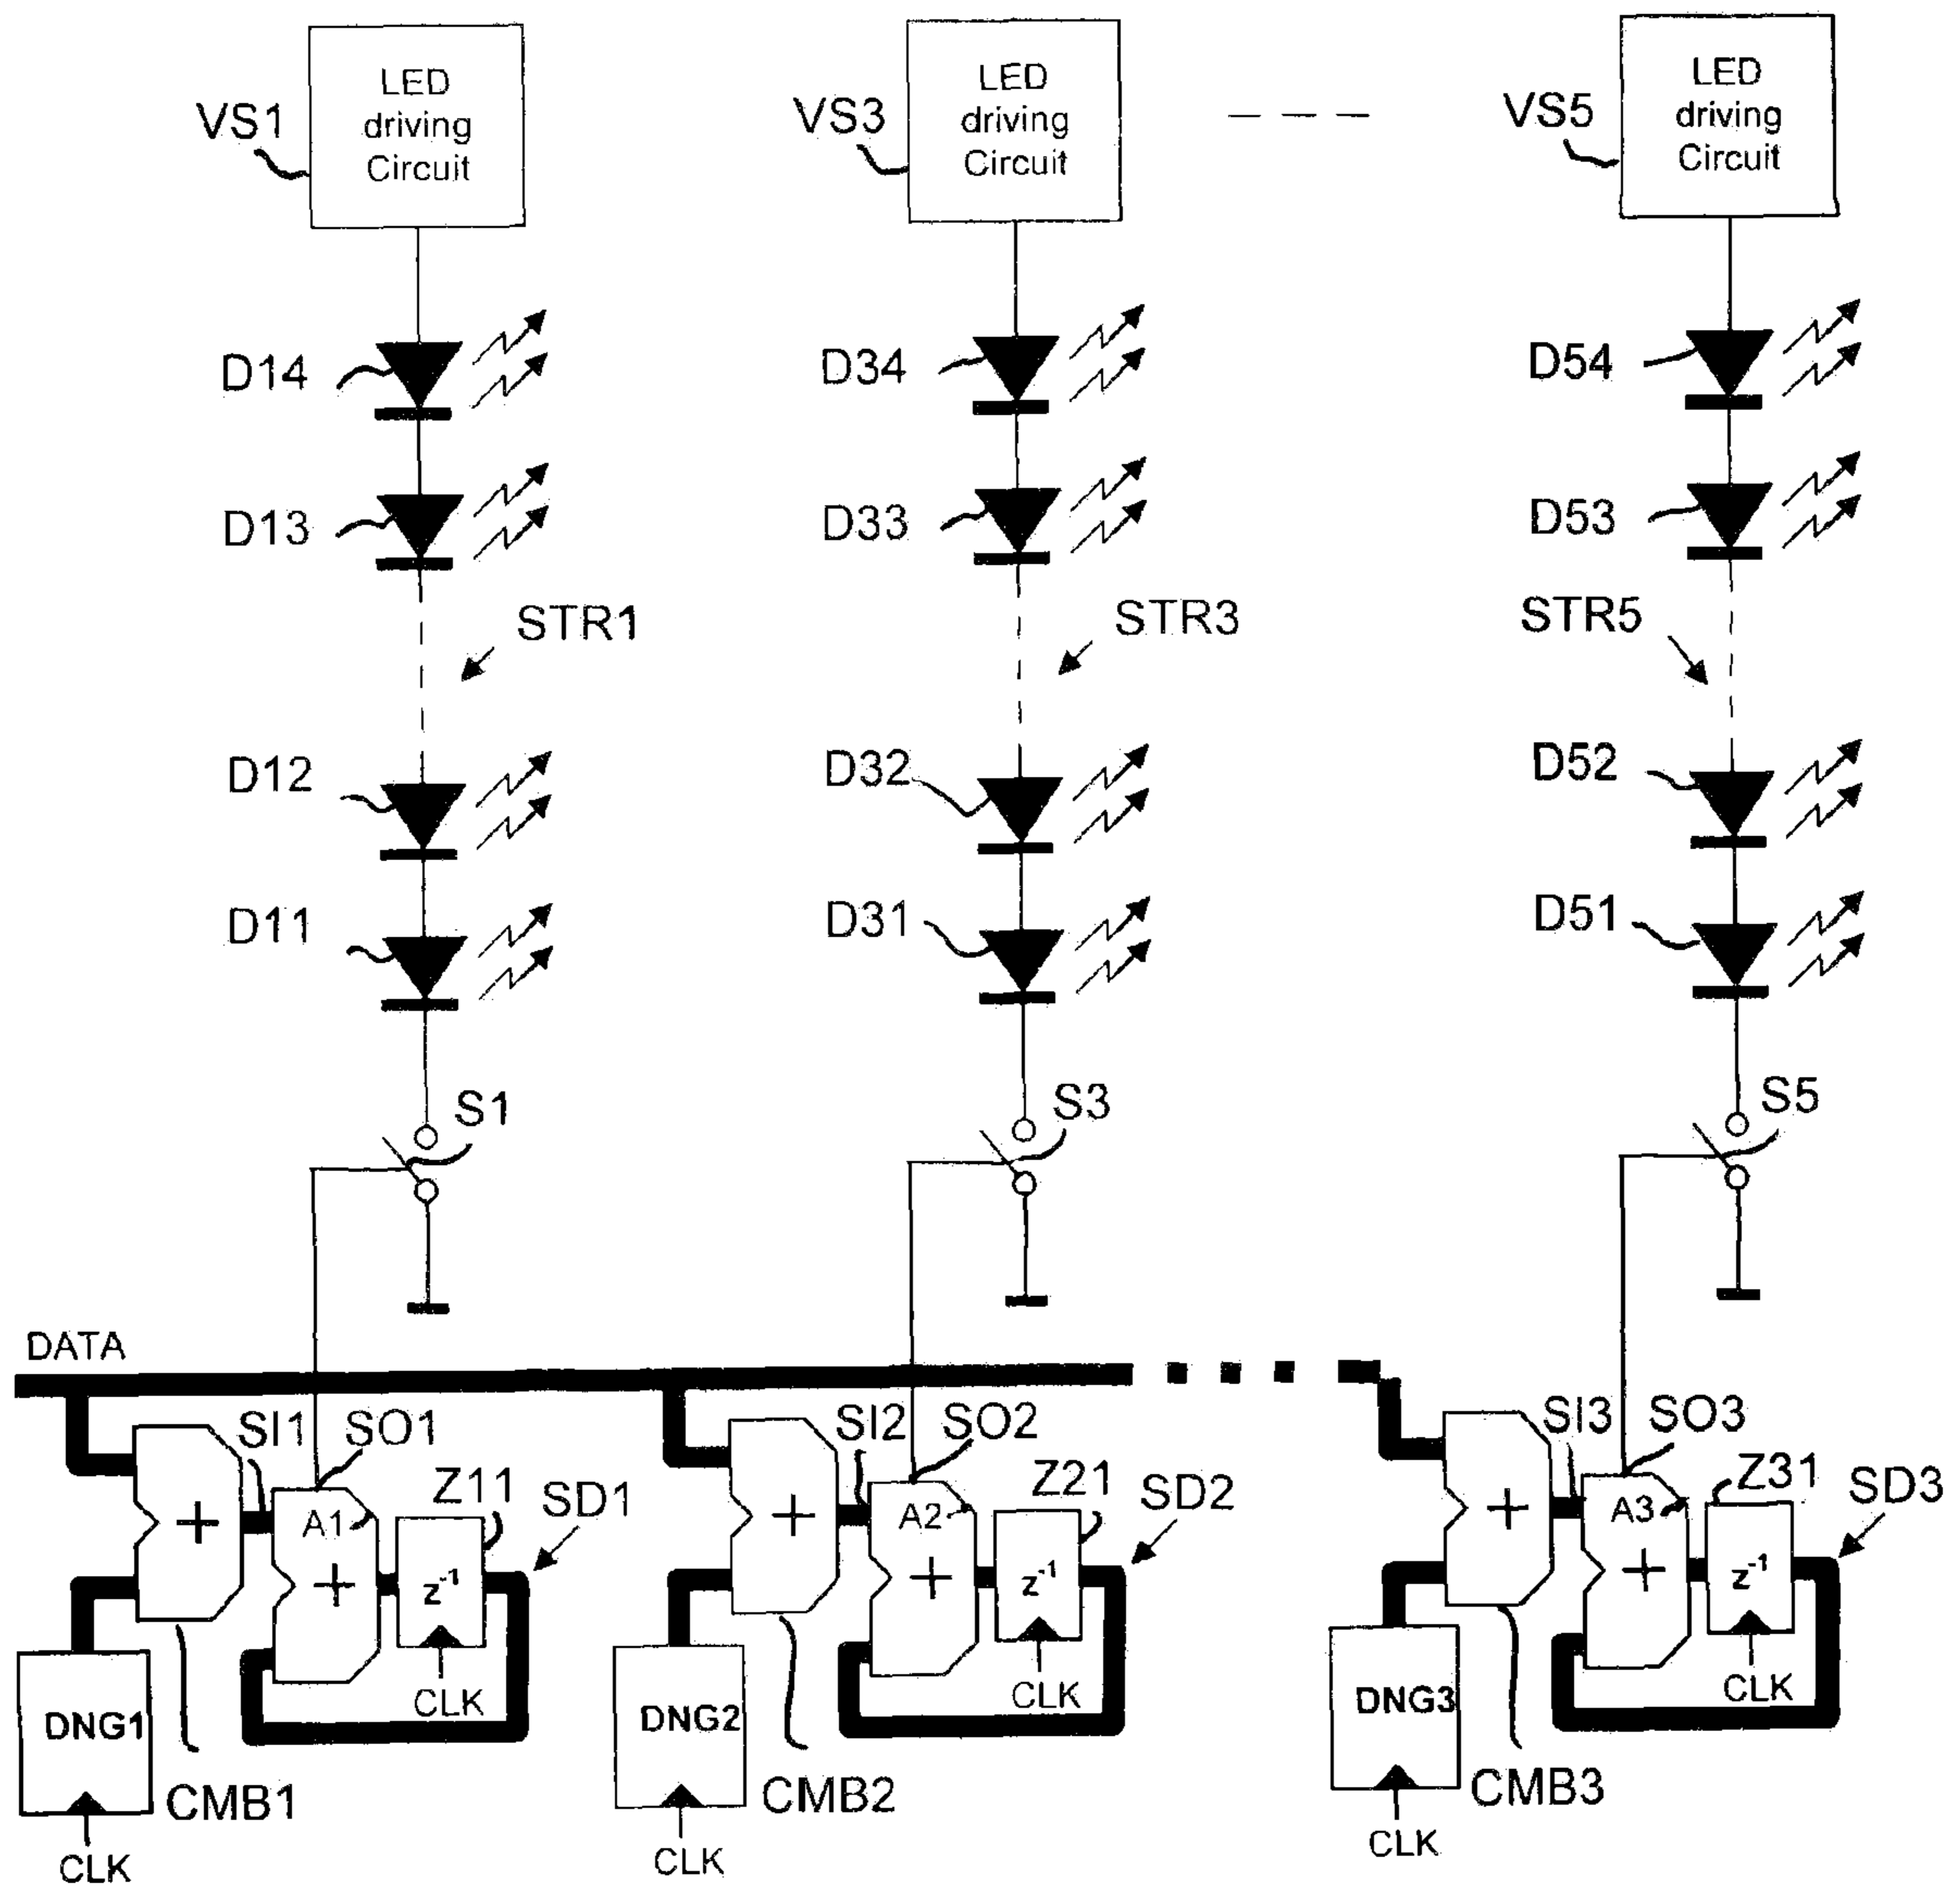 LED
driving
Circuit
LED
driving
Circuit
LED
driving
Circuit
VS1
VS3
VS5
D14
D34
D54
D13
D33
D53
STR1
STR3
STR5
D12
D32
D52
D11
D31
D51
S1
S3
S5
DATA
SI1
SO1
SI2
SO2
SI3
SO3
Z11
SD1
Z21
SD2
Z31
SD3
+
A1
+
z-1
CLK
+
A2
+
z-1
CLK
+
A3
+
z-1
CLK
DNG1
DNG2
DNG3
CMB1
CMB2
CMB3
CLK
CLK
CLK